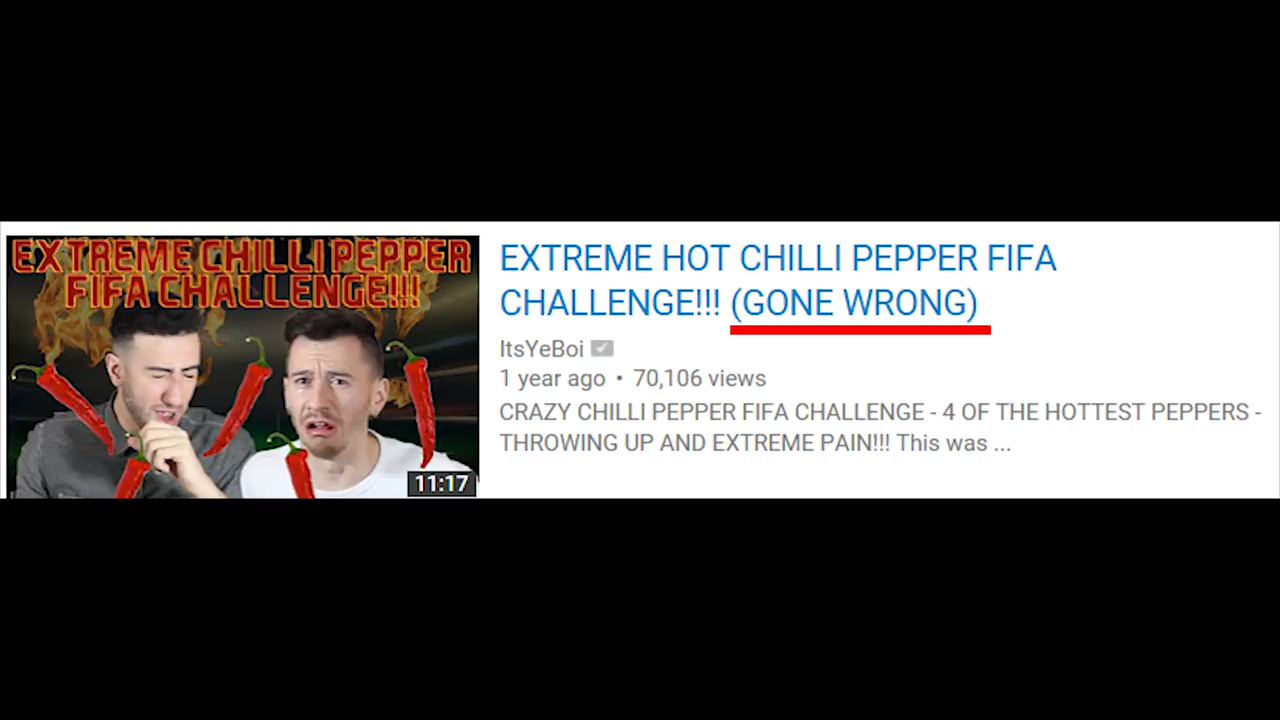 EXTREME CHILLI PEPPER
FIFA CHALLENGE!!!
11:17
EXTREME HOT CHILLI PEPPER FIFA
CHALLENGE!!! (GONE WRONG)
ItsYeBoi
1 year ago • 70,106 views
CRAZY CHILLI PEPPER FIFA CHALLENGE - 4 OF THE HOTTEST PEPPERS -
THROWING UP AND EXTREME PAIN!!! This was ...